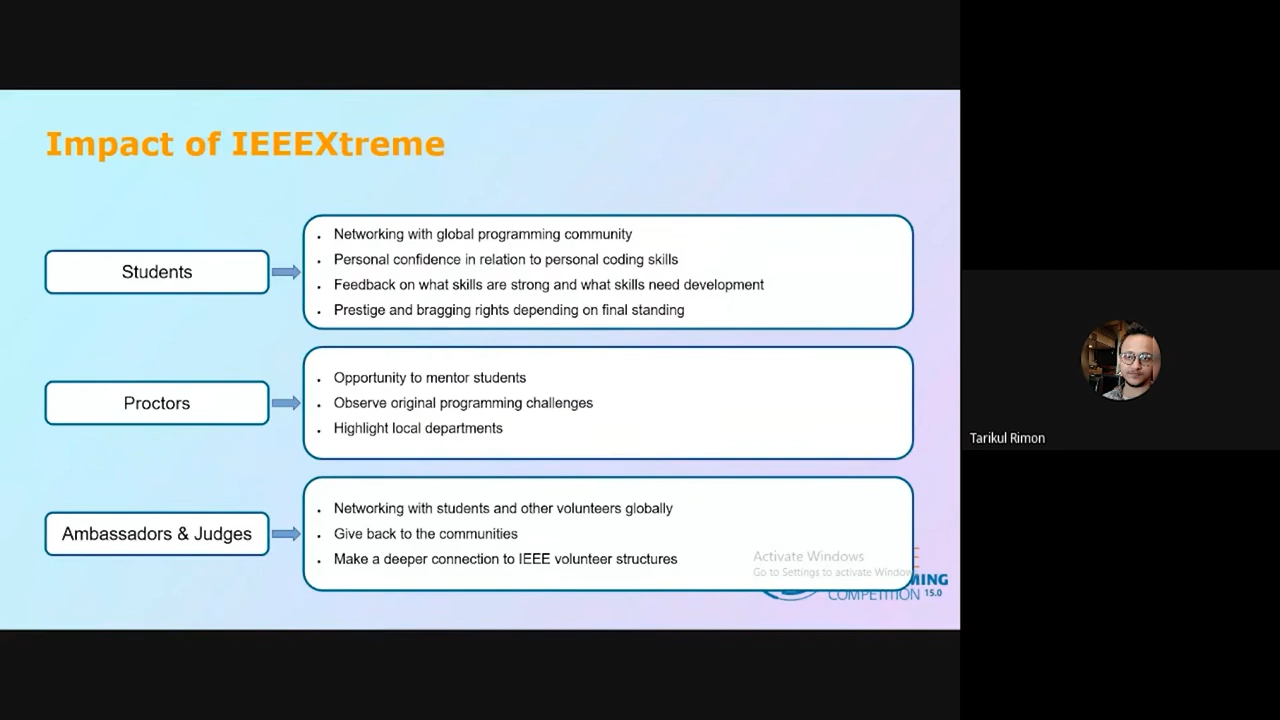 Impact of IEEEXtreme
Students
Networking with global programming community
Personal confidence in relation to personal coding skills
Feedback on what skills are strong and what skills need development
Prestige and bragging rights depending on final standing
Proctors
Opportunity to mentor students
Observe original programming challenges
Highlight local departments
Ambassadors & Judges
Networking with students and other volunteers globally
Give back to the communities
Make a deeper connection to IEEE volunteer structures
Activate Windows
Go to Settings to activate Windows
MING
COMPETITION 15.0
Tarikul Rimon